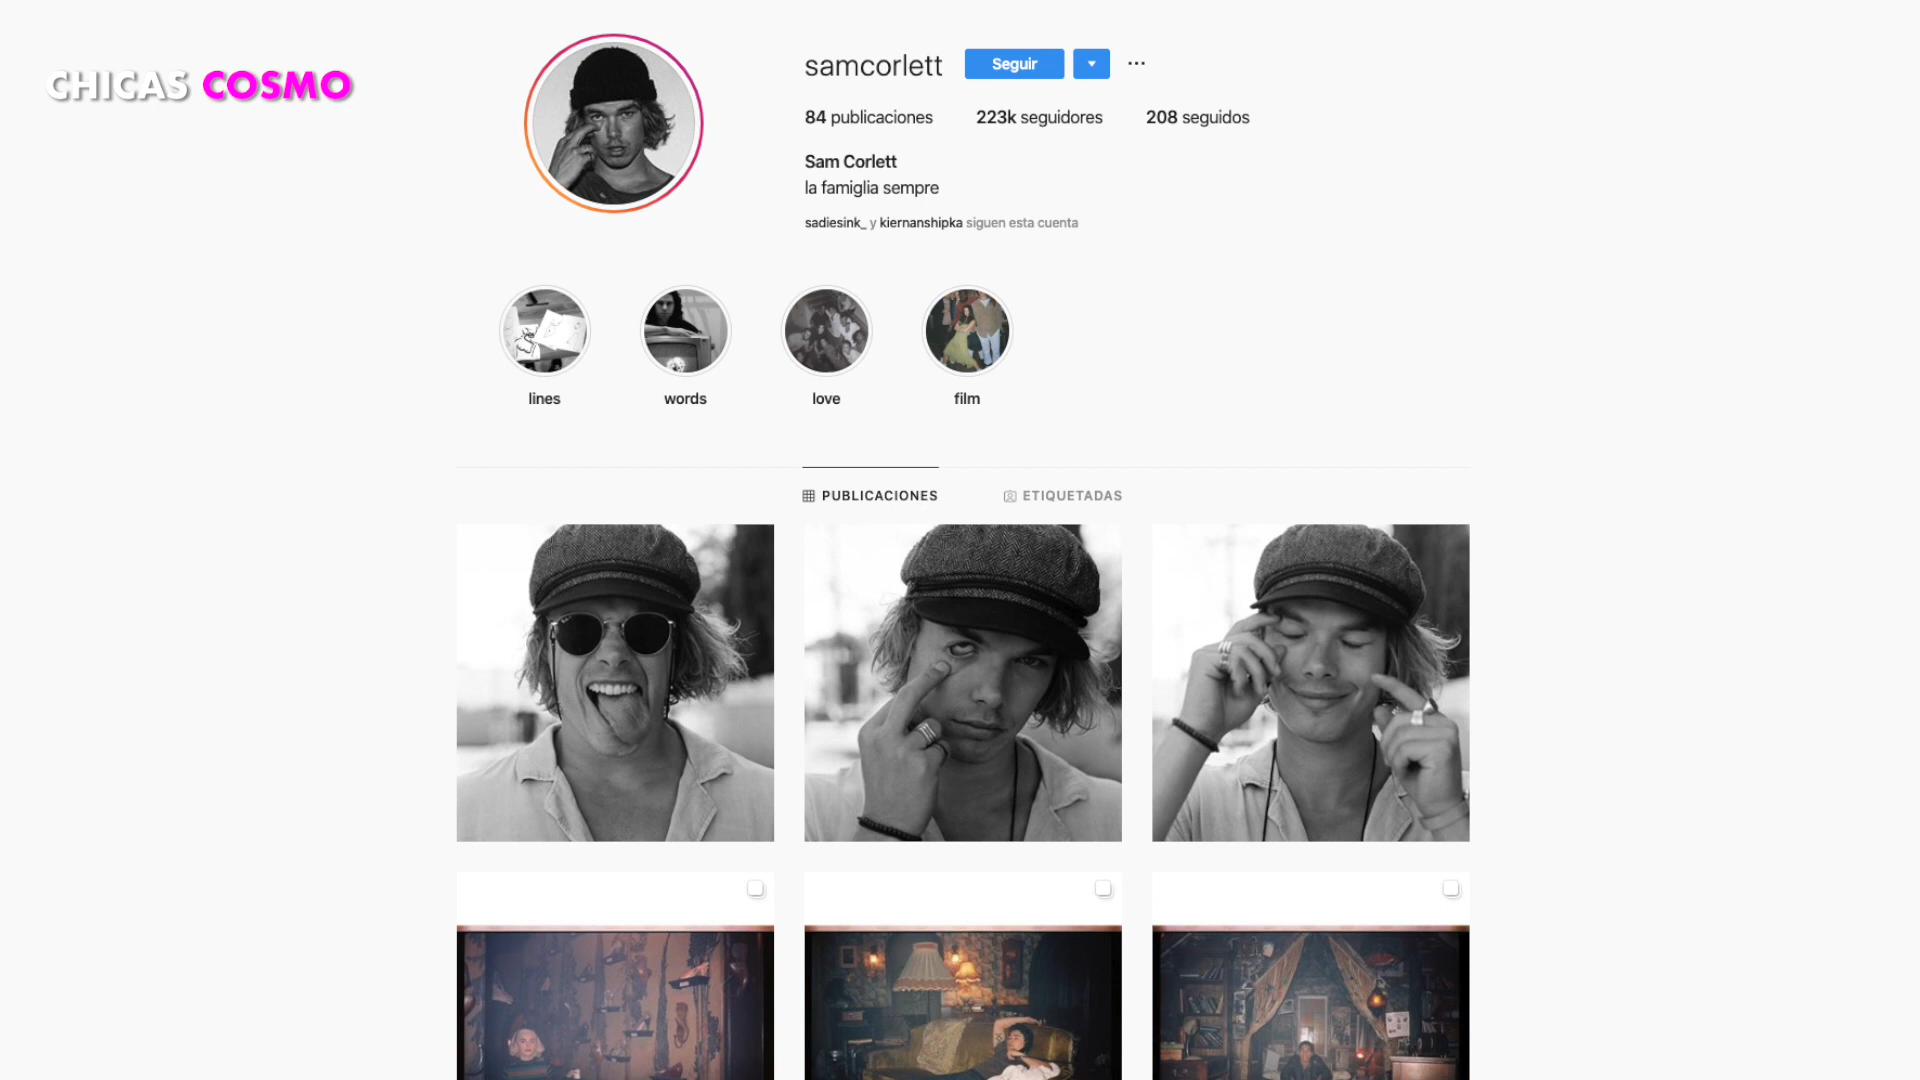 CHICAS COSMO
samcorlett Seguir ...
84 publicaciones 223k seguidores 208 seguidos
Sam Corlett
la famiglia sempre
sadiesink_ y kiernanshipka siguen esta cuenta
lines words love film
PUBLICACIONES ETIQUETADAS